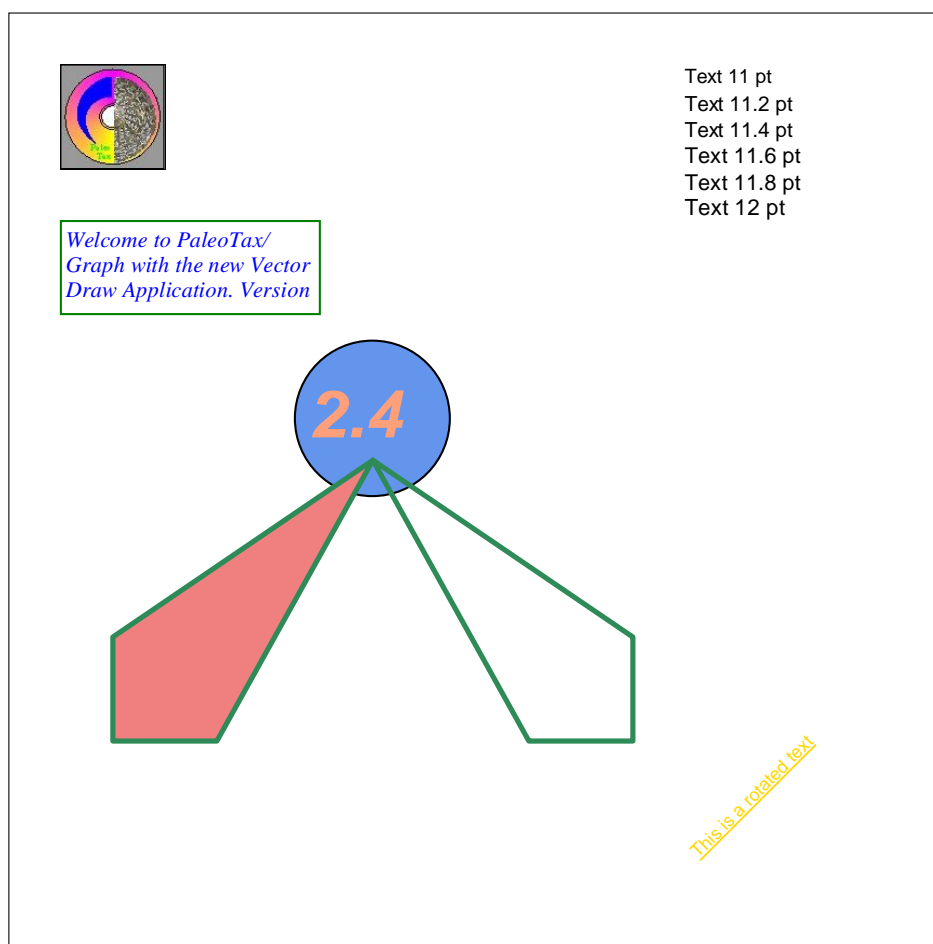 Paleo
Tax
Text 11 pt
Text 11.2 pt
Text 11.4 pt
Text 11.6 pt
Text 11.8 pt
Text 12 pt
Welcome to PaleoTax/
Graph with the new Vector
Draw Application. Version
2.4
This is a rotated text